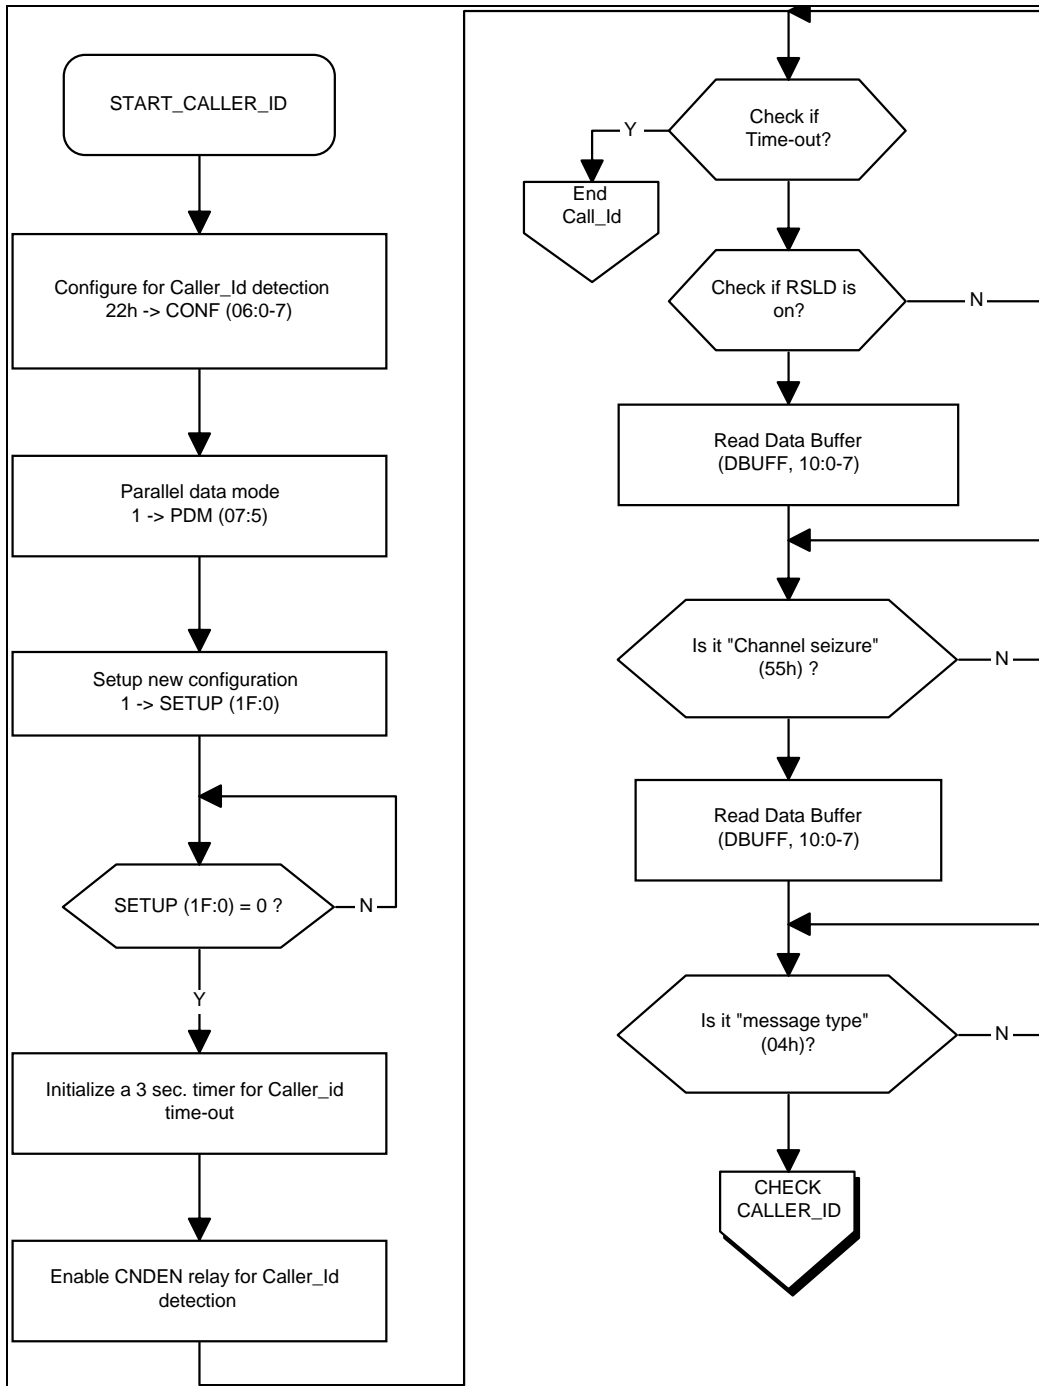 START_CALLER_ID
Configure for Caller_Id detection
22h -> CONF (06:0-7)
Parallel data mode
1 -> PDM (07:5)
Setup new configuration
1 -> SETUP (1F:0)
SETUP (1F:0) = 0 ?
N
Y
Initialize a 3 sec. timer for Caller_id
time-out
Enable CNDEN relay for Caller_Id
detection
Check if
Time-out?
Y
End
Call_Id
Check if RSLD is
on?
N
Read Data Buffer
(DBUFF, 10:0-7)
Is it "Channel seizure"
(55h) ?
N
Read Data Buffer
(DBUFF, 10:0-7)
Is it "message type"
(04h)?
N
CHECK
CALLER_ID